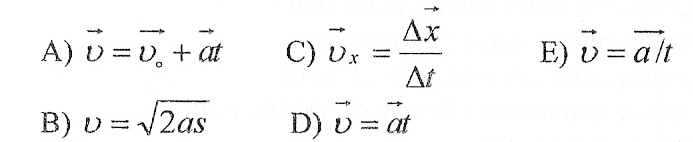 A) υ⃗ = υ⃗₀ + a⃗t C) υ⃗ₓ = Δx⃗/Δt E) υ⃗ = a⃗/t
B) υ = √2as D) υ⃗ = a⃗t